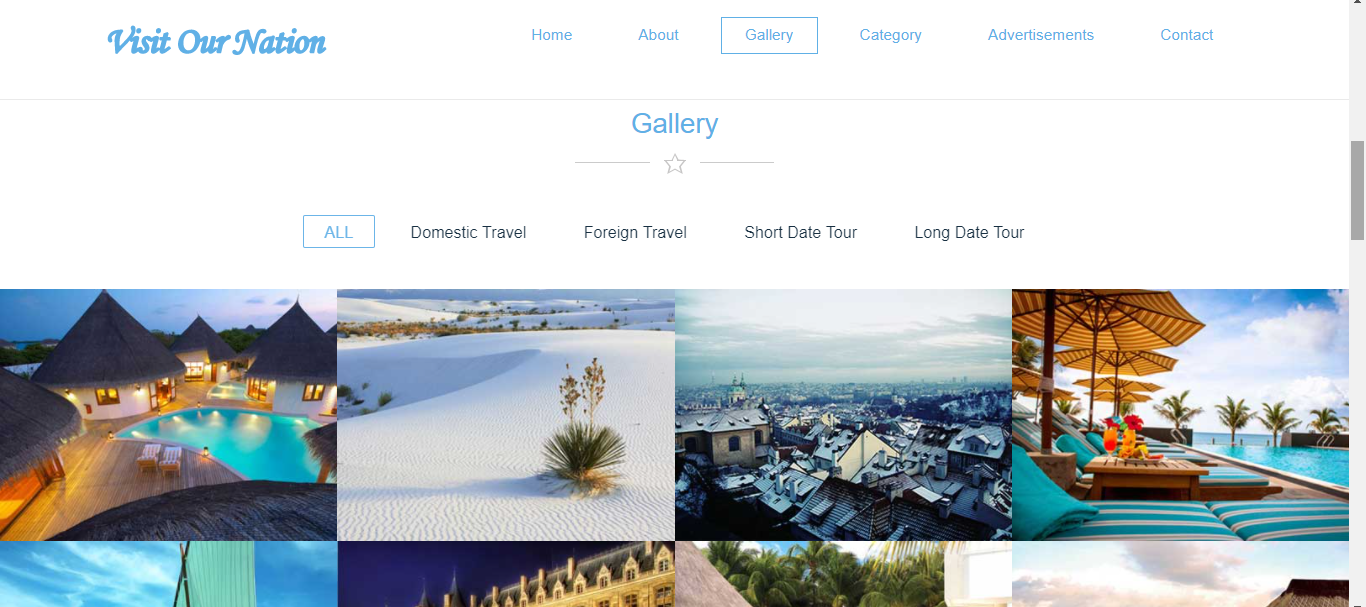 Visit Our Nation
Home About Gallery Category Advertisements Contact
Gallery
ALL Domestic Travel Foreign Travel Short Date Tour Long Date Tour